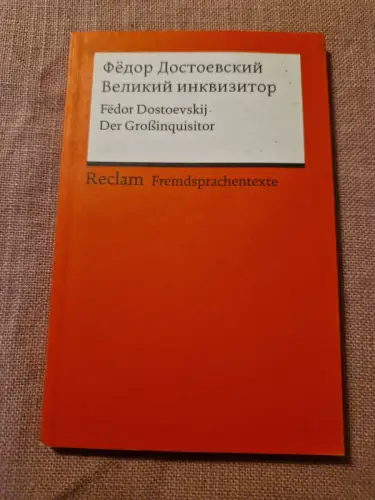 Фёдор Достоевский
Великий инквизитор
Fëdor Dostoevskij
Der Großinquisitor
Reclam Fremdsprachentexte